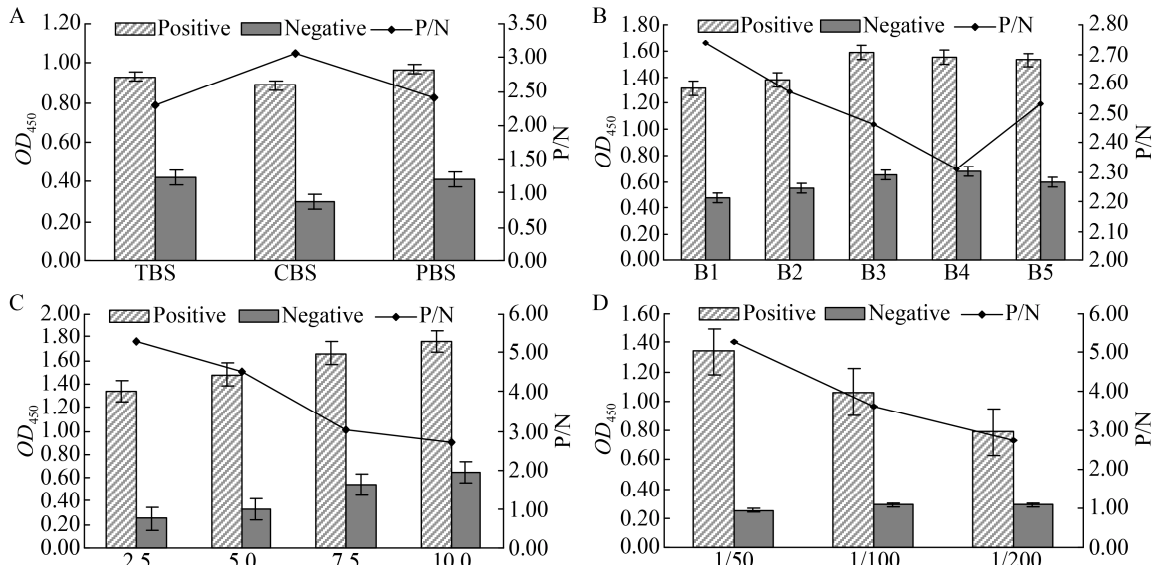 A
Positive Negative P/N
1.20 1.00 0.80 0.60 0.40 0.20 0.00
OD450
3.50 3.00 2.50 2.00 1.50 1.00 0.50 0.00
P/N
TBS CBS PBS
B
Positive Negative P/N
1.80 1.60 1.40 1.20 1.00 0.80 0.60 0.40 0.20 0.00
OD450
2.80 2.70 2.60 2.50 2.40 2.30 2.20 2.10 2.00
P/N
B1 B2 B3 B4 B5
C
Positive Negative P/N
2.00 1.80 1.60 1.40 1.20 1.00 0.80 0.60 0.40 0.20 0.00
OD450
6.00 5.00 4.00 3.00 2.00 1.00 0.00
P/N
2.5 5.0 7.5 10.0
D
Positive Negative P/N
1.60 1.40 1.20 1.00 0.80 0.60 0.40 0.20 0.00
OD450
6.00 5.00 4.00 3.00 2.00 1.00 0.00
P/N
1/50 1/100 1/200